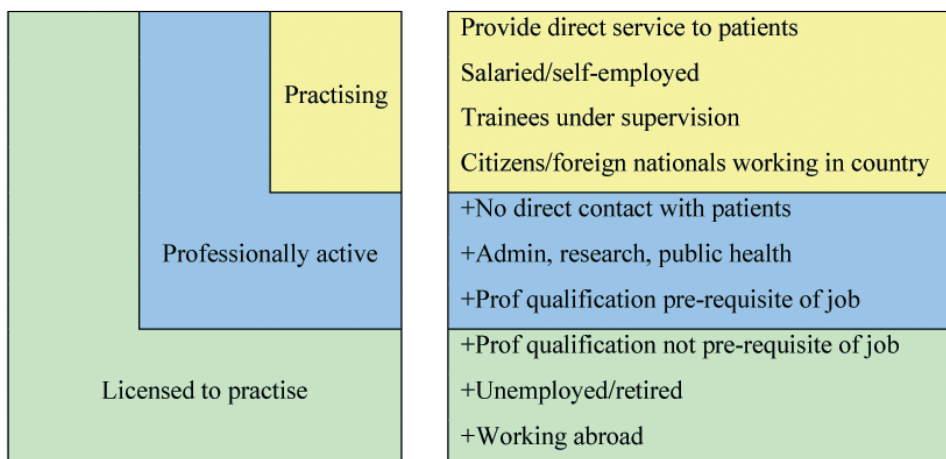 Practising
Professionally active
Licensed to practise
Provide direct service to patients
Salaried/self-employed
Trainees under supervision
Citizens/foreign nationals working in country
+No direct contact with patients
+Admin, research, public health
+Prof qualification pre-requisite of job
+Prof qualification not pre-requisite of job
+Unemployed/retired
+Working abroad